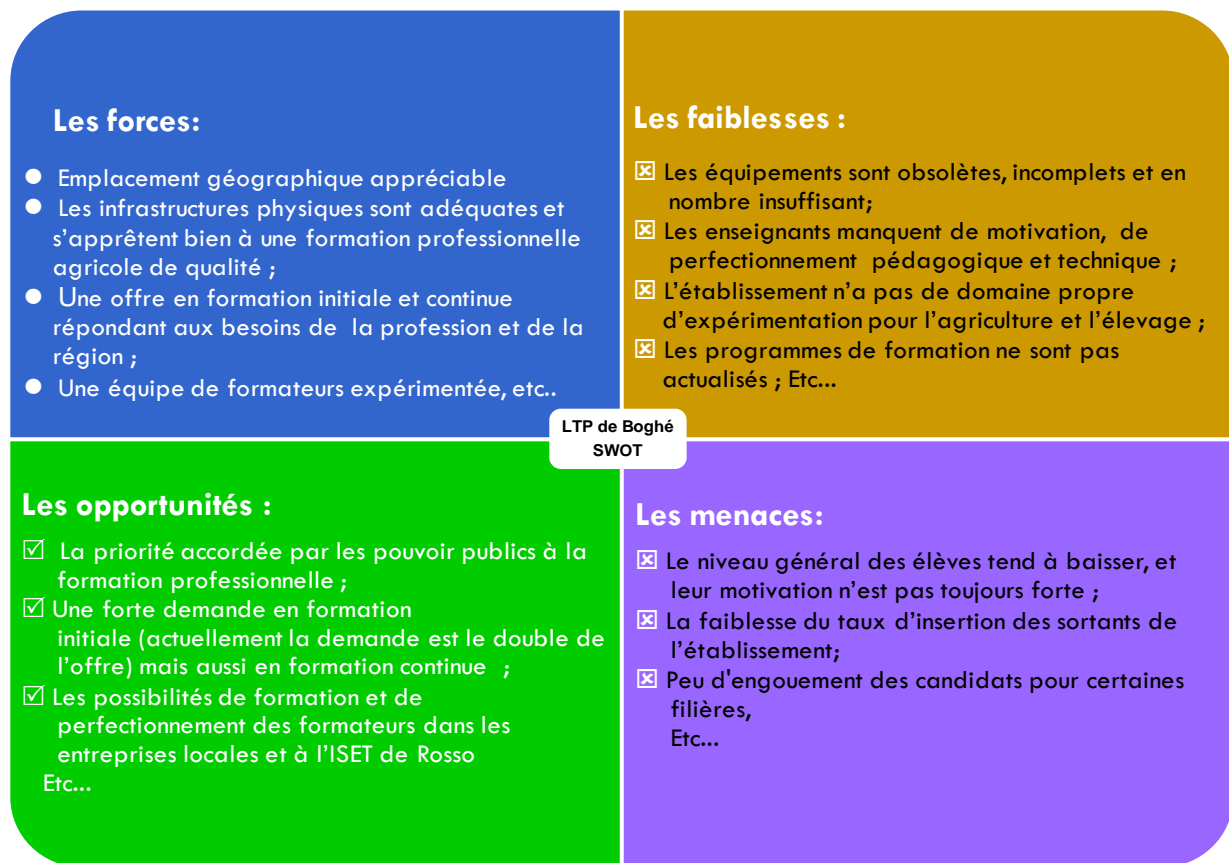 Les forces:
● Emplacement géographique appréciable
● Les infrastructures physiques sont adéquates et
s'apprêtent bien à une formation professionnelle
agricole de qualité ;
● Une offre en formation initiale et continue
répondant aux besoins de la profession et de la
région ;
● Une équipe de formateurs expérimentée, etc..
Les faiblesses :
☒ Les équipements sont obsolètes, incomplets et en
nombre insuffisant;
☒ Les enseignants manquent de motivation, de
perfectionnement pédagogique et technique ;
☒ L'établissement n'a pas de domaine propre
d'expérimentation pour l'agriculture et l'élevage ;
☒ Les programmes de formation ne sont pas
actualisés ; Etc...
LTP de Boghé
SWOT
Les opportunités :
☑ La priorité accordée par les pouvoir publics à la
formation professionnelle ;
☑ Une forte demande en formation
initiale (actuellement la demande est le double de
l'offre) mais aussi en formation continue ;
☑ Les possibilités de formation et de
perfectionnement des formateurs dans les
entreprises locales et à l'ISET de Rosso
Etc...
Les menaces:
☒ Le niveau général des élèves tend à baisser, et
leur motivation n'est pas toujours forte ;
☒ La faiblesse du taux d'insertion des sortants de
l'établissement;
☒ Peu d'engouement des candidats pour certaines
filières,
Etc...